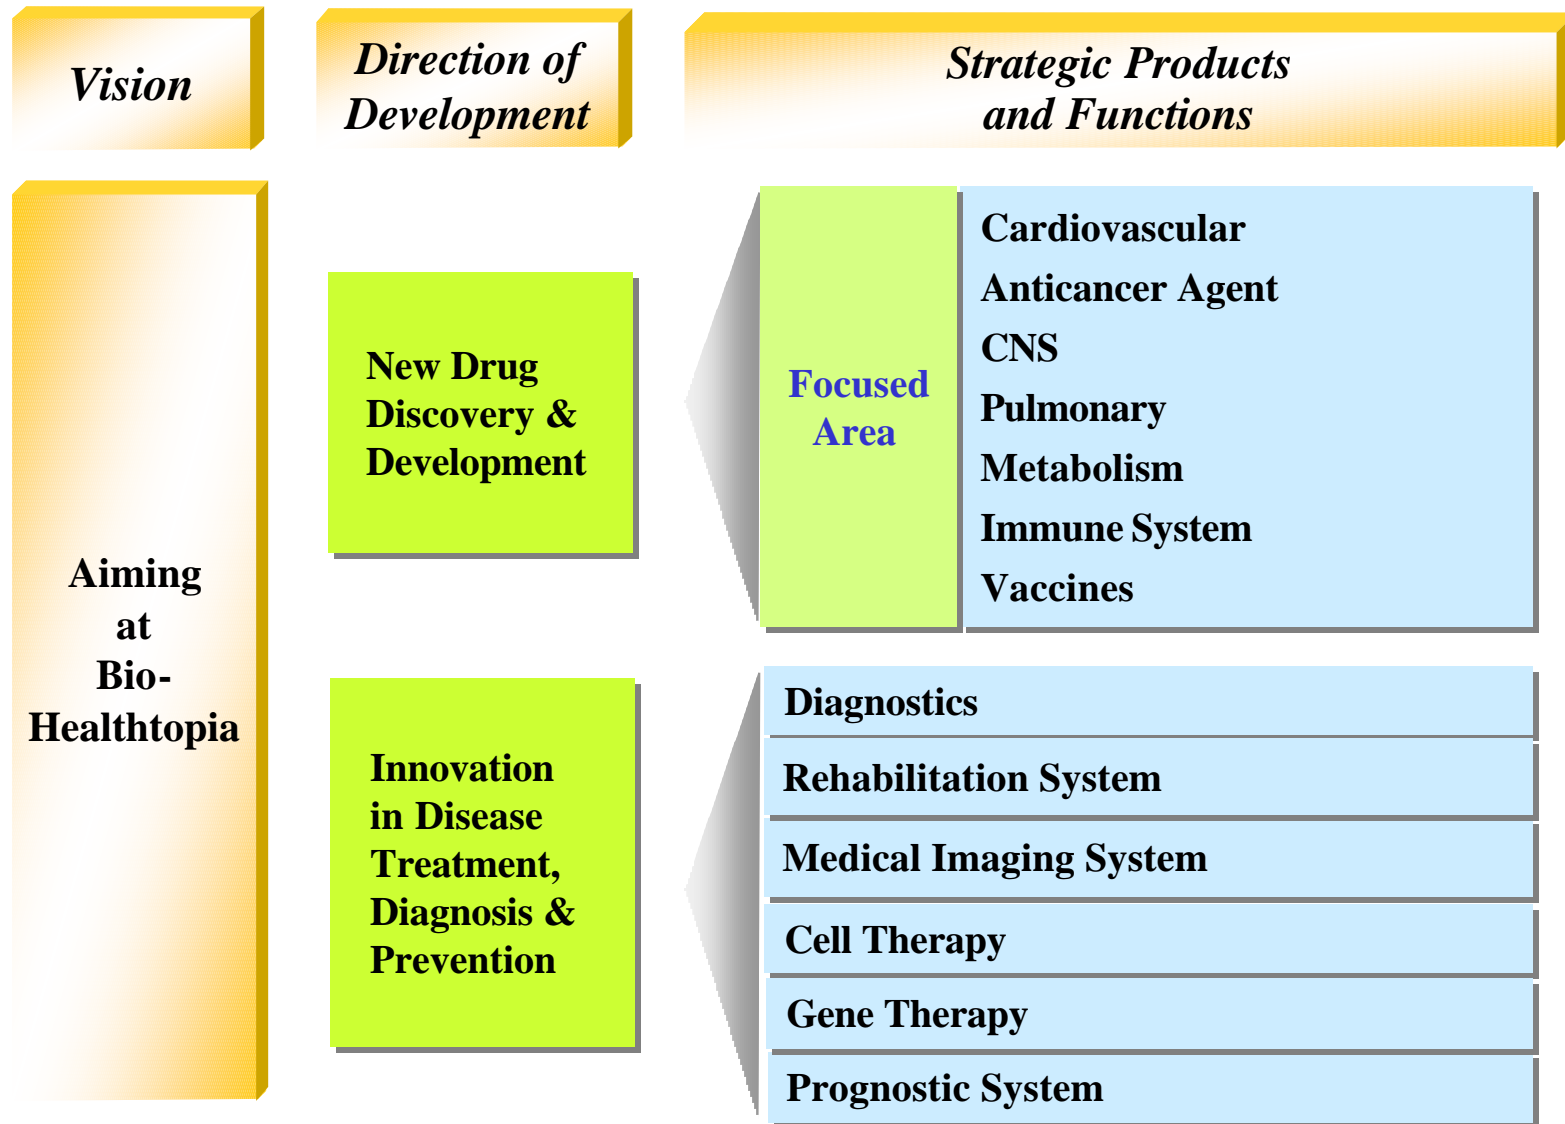 Vision
Direction of
Development
Strategic Products
and Functions
Aiming
at
Bio-
Healthtopia
New Drug
Discovery &
Development
Focused
Area
Cardiovascular
Anticancer Agent
CNS
Pulmonary
Metabolism
Immune System
Vaccines
Innovation
in Disease
Treatment,
Diagnosis &
Prevention
Diagnostics
Rehabilitation System
Medical Imaging System
Cell Therapy
Gene Therapy
Prognostic System